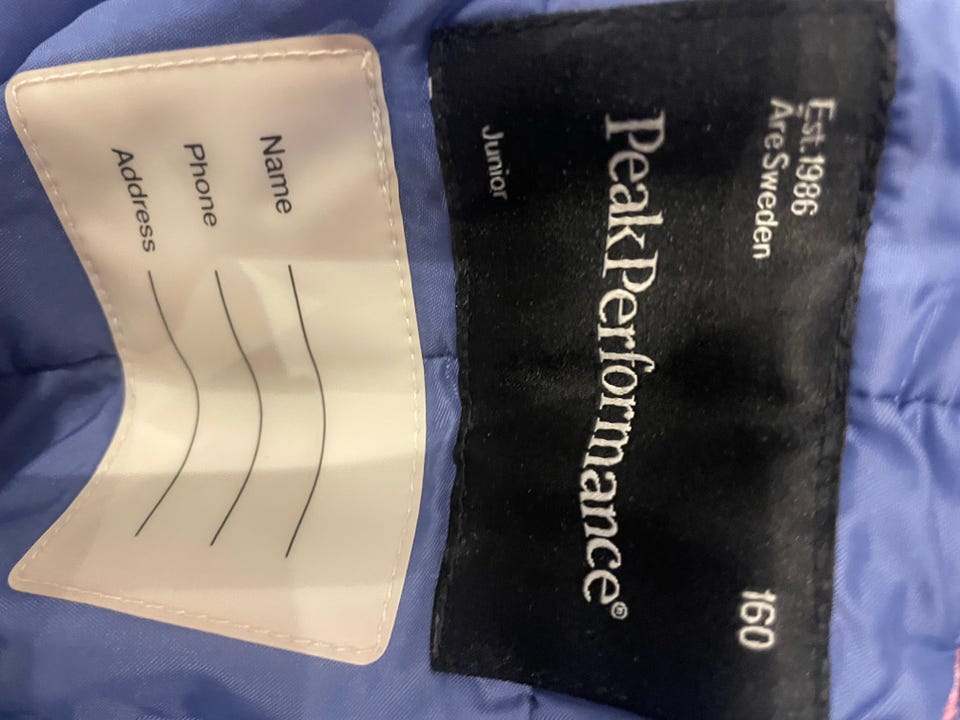 Est. 1986
Åre Sweden
160
PeakPerformance®
Junior
Name
Phone
Address